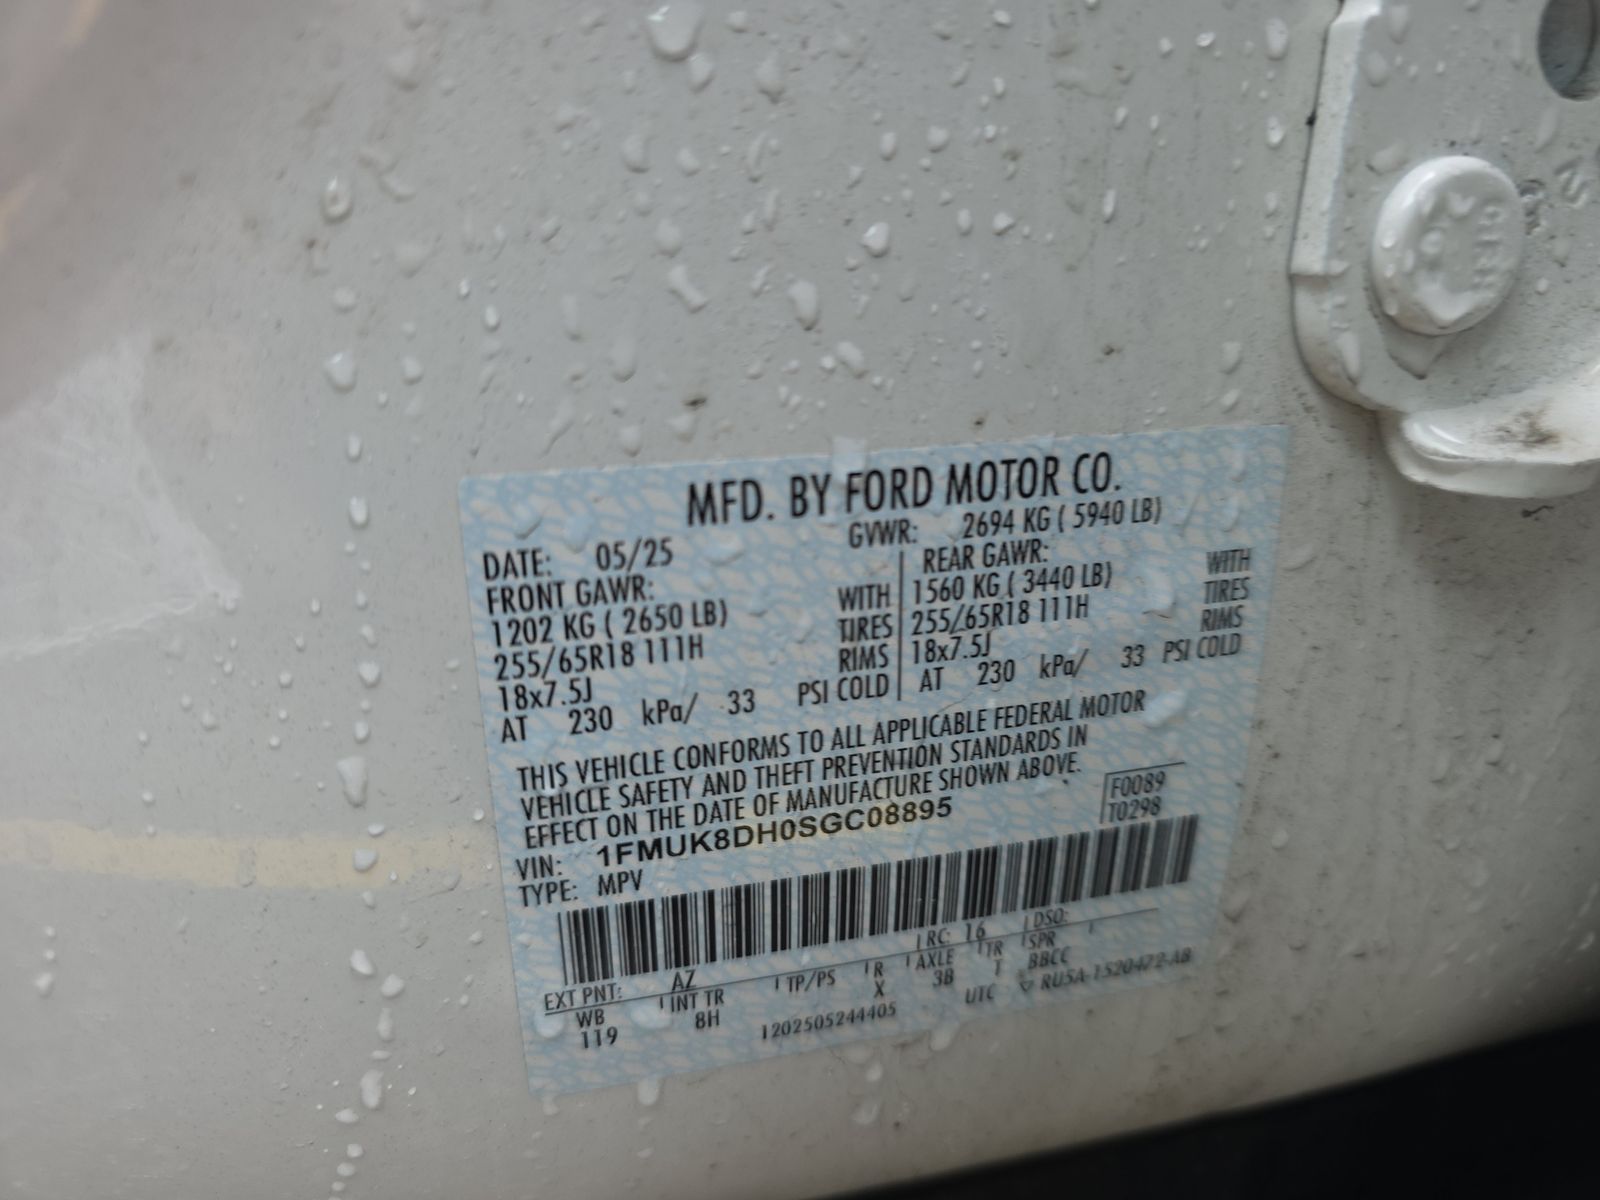 MFD. BY FORD MOTOR CO.
DATE: 05/25 GVWR: 2694 KG ( 5940 LB)
FRONT GAWR: REAR GAWR:
1202 KG ( 2650 LB) WITH 1560 KG ( 3440 LB) WITH
255/65R18 111H TIRES 255/65R18 111H TIRES
18x7.5J RIMS 18x7.5J RIMS
AT 230 kPa/ 33 PSI COLD AT 230 kPa/ 33 PSI COLD
THIS VEHICLE CONFORMS TO ALL APPLICABLE FEDERAL MOTOR
VEHICLE SAFETY AND THEFT PREVENTION STANDARDS IN
EFFECT ON THE DATE OF MANUFACTURE SHOWN ABOVE.
F0089
VIN: 1FMUK8DH0SGC08895 T0298
TYPE: MPV
EXT PNT: AZ RC: 16 DSO:
WB INT TR TP/PS R AXLE TR SPR
119 8H X 3B T BBCC
1202505244405 UTC ▽ RU5A-1520472-AB